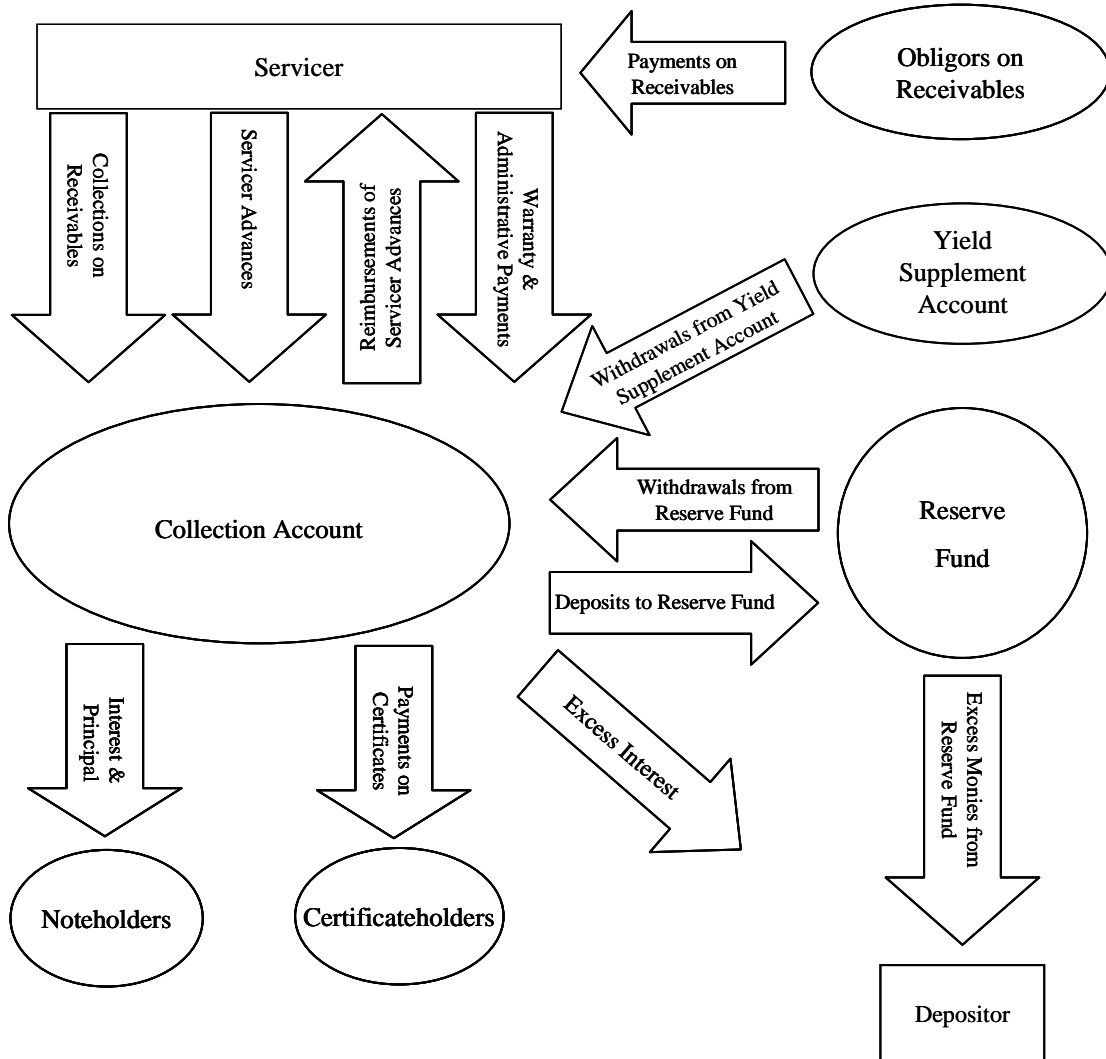 Servicer
Payments on
Receivables
Obligors on
Receivables
Collections on
Receivables
Servicer Advances
Reimbursements of
Servicer Advances
Warranty &
Administrative Payments
Yield
Supplement
Account
Withdrawals from Yield
Supplement Account
Collection Account
Withdrawals from
Reserve Fund
Reserve
Fund
Deposits to Reserve Fund
Interest &
Principal
Payments on
Certificates
Excess Interest
Excess Monies from
Reserve Fund
Noteholders
Certificateholders
Depositor